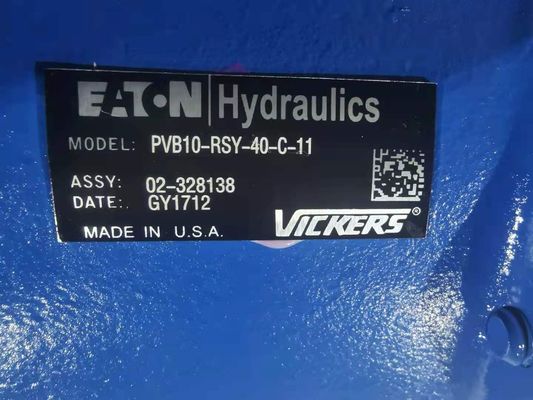 EATON | Hydraulics
MODEL: PVB10-RSY-40-C-11
ASSY: 02-328138
DATE: GY1712
MADE IN U.S.A.
VICKERS